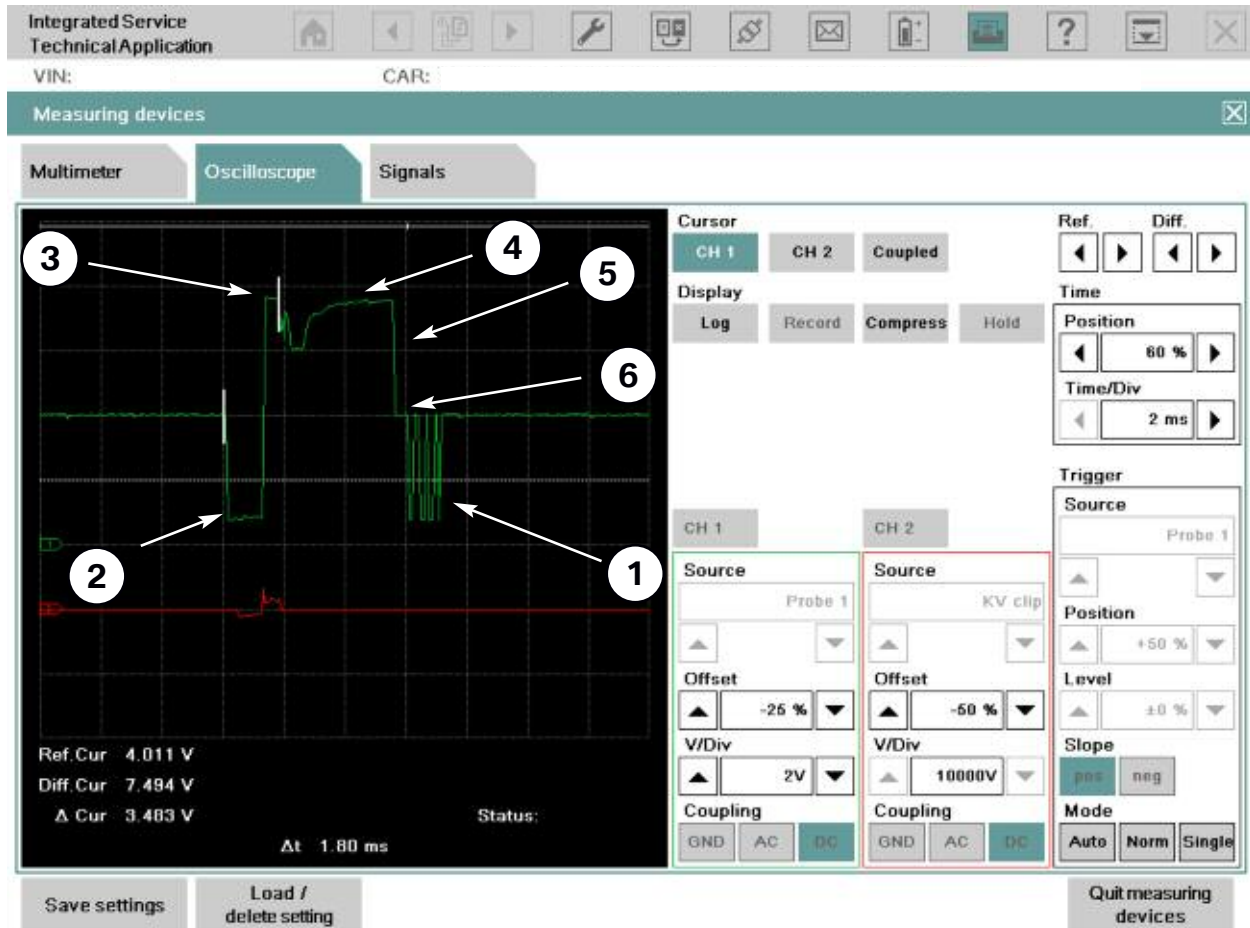 Integrated Service
Technical Application
VIN:
CAR:
Measuring devices
Multimeter
Oscilloscope
Signals
3
4
5
6
2
1
Ref.Cur 4.011 V
Diff.Cur 7.494 V
Δ Cur 3.483 V
Status:
Δt 1.80 ms
Cursor
CH 1
CH 2
Coupled
Display
Log
Record
Compress
Hold
CH 1
Source
Probe 1
Offset
-25 %
V/Div
2V
Coupling
GND
AC
DC
CH 2
Source
KV clip
Offset
-50 %
V/Div
10000V
Coupling
GND
AC
DC
Ref.
Diff.
Time
Position
60 %
Time/Div
2 ms
Trigger
Source
Probe 1
Position
+50 %
Level
±0 %
Slope
pos
neg
Mode
Auto
Norm
Single
Save settings
Load /
delete setting
Quit measuring
devices